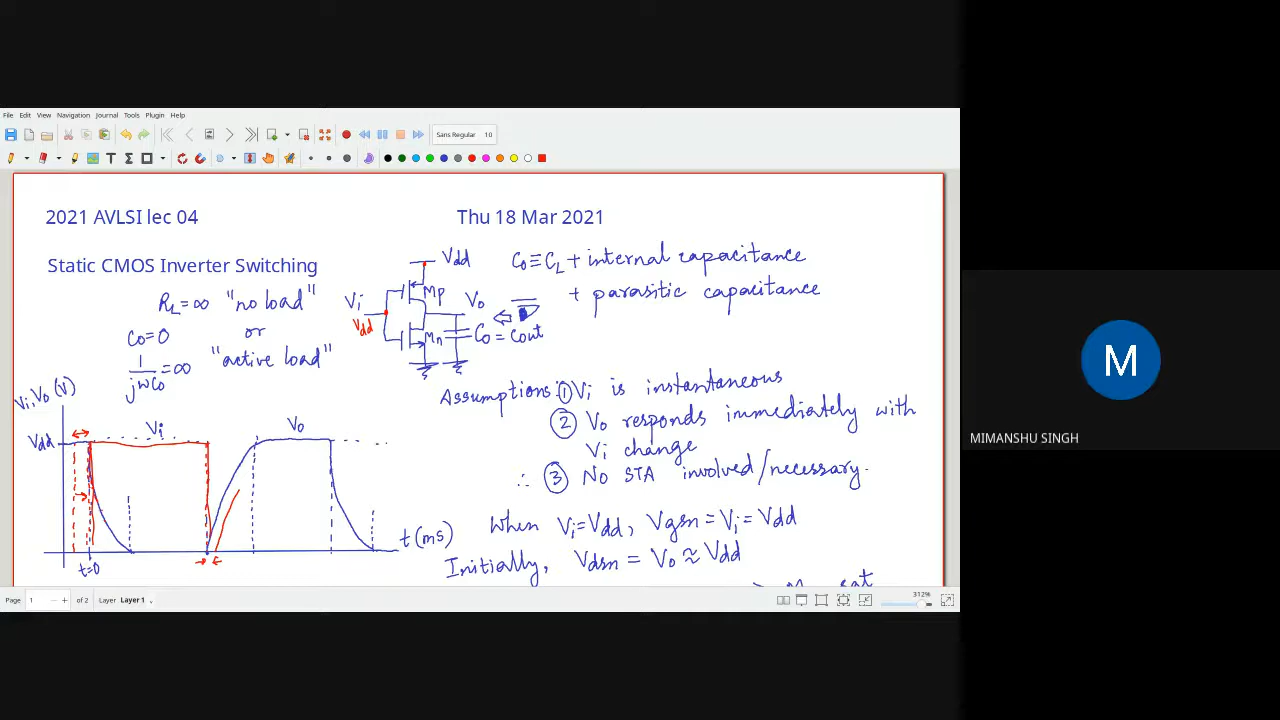 File Edit View Navigation Journal Tools Plugin Help
Sans Regular 10
2021 AVLSI lec 04 Thu 18 Mar 2021
Static CMOS Inverter Switching
RL=∞ "no load"
C0=0 or
1/jωC0=∞ "active load"
Vdd
Vi
Vdd
Mp
Mn
Vo
C0 = Cout
C0≡CL + internal capacitance
+ parasitic capacitance
Assumptions: ① Vi is instantaneous
② Vo responds immediately with
Vi change
∴ ③ No STA involved/necessary.
When Vi=Vdd, Vgsn = Vi = Vdd
Initially, Vdsn = Vo ≈ Vdd
Vi,Vo (V)
Vdd
Vi
Vo
t(ms)
t=0
M
MIMANSHU SINGH
Page 1 of 2 Layer Layer 1
312%